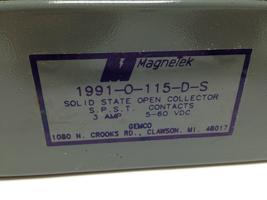 MagneTek
1991-O-115-D-S
SOLID STATE OPEN COLLECTOR
S.P.S.T. CONTACTS
3 AMP 5-60 VDC
GEMCO
1080 N. CROOKS RD., CLAWSON, MI. 48017